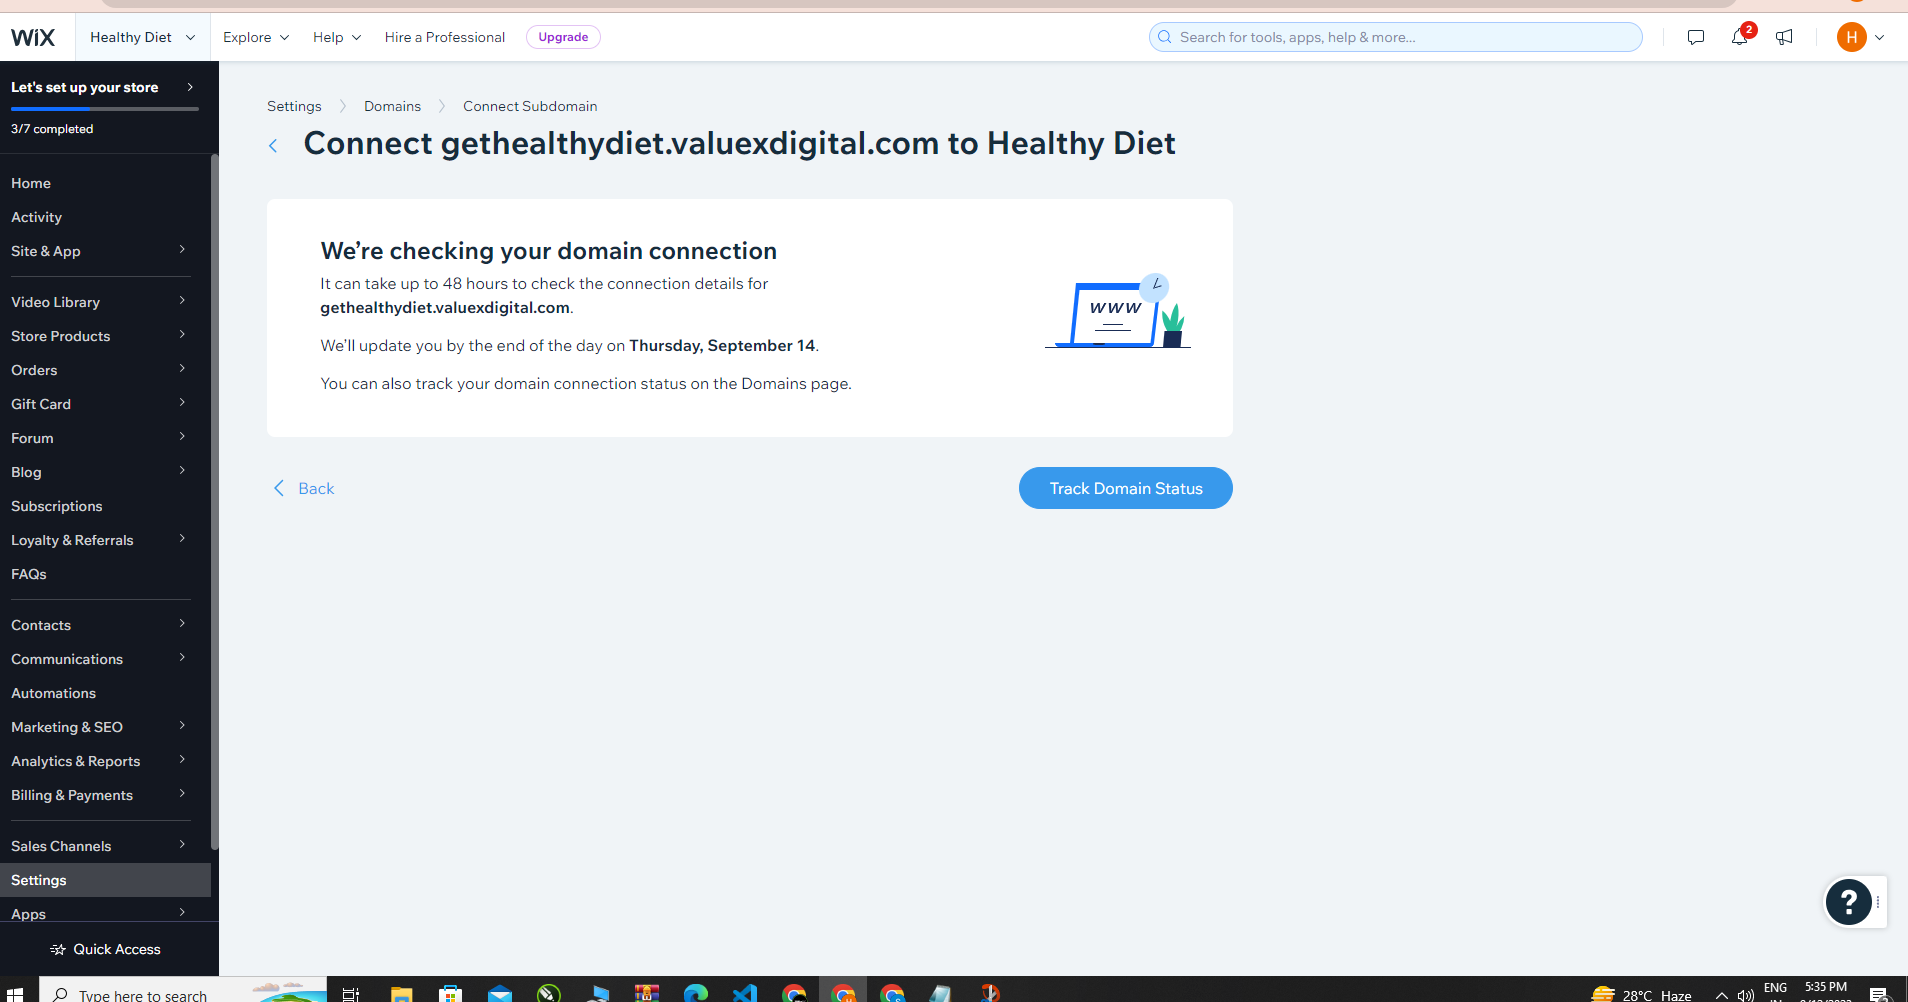 WiX
Healthy Diet
Explore
Help
Hire a Professional
Upgrade
Search for tools, apps, help & more...
2
H
Let's set up your store
3/7 completed
Home
Activity
Site & App
Video Library
Store Products
Orders
Gift Card
Forum
Blog
Subscriptions
Loyalty & Referrals
FAQs
Contacts
Communications
Automations
Marketing & SEO
Analytics & Reports
Billing & Payments
Sales Channels
Settings
Apps
Quick Access
Settings
Domains
Connect Subdomain
Connect gethealthydiet.valuexdigital.com to Healthy Diet
We’re checking your domain connection
It can take up to 48 hours to check the connection details for
gethealthydiet.valuexdigital.com.
We’ll update you by the end of the day on Thursday, September 14.
You can also track your domain connection status on the Domains page.
WWW
Back
Track Domain Status
?
Type here to search
28°C Haze
ENG
5:35 PM